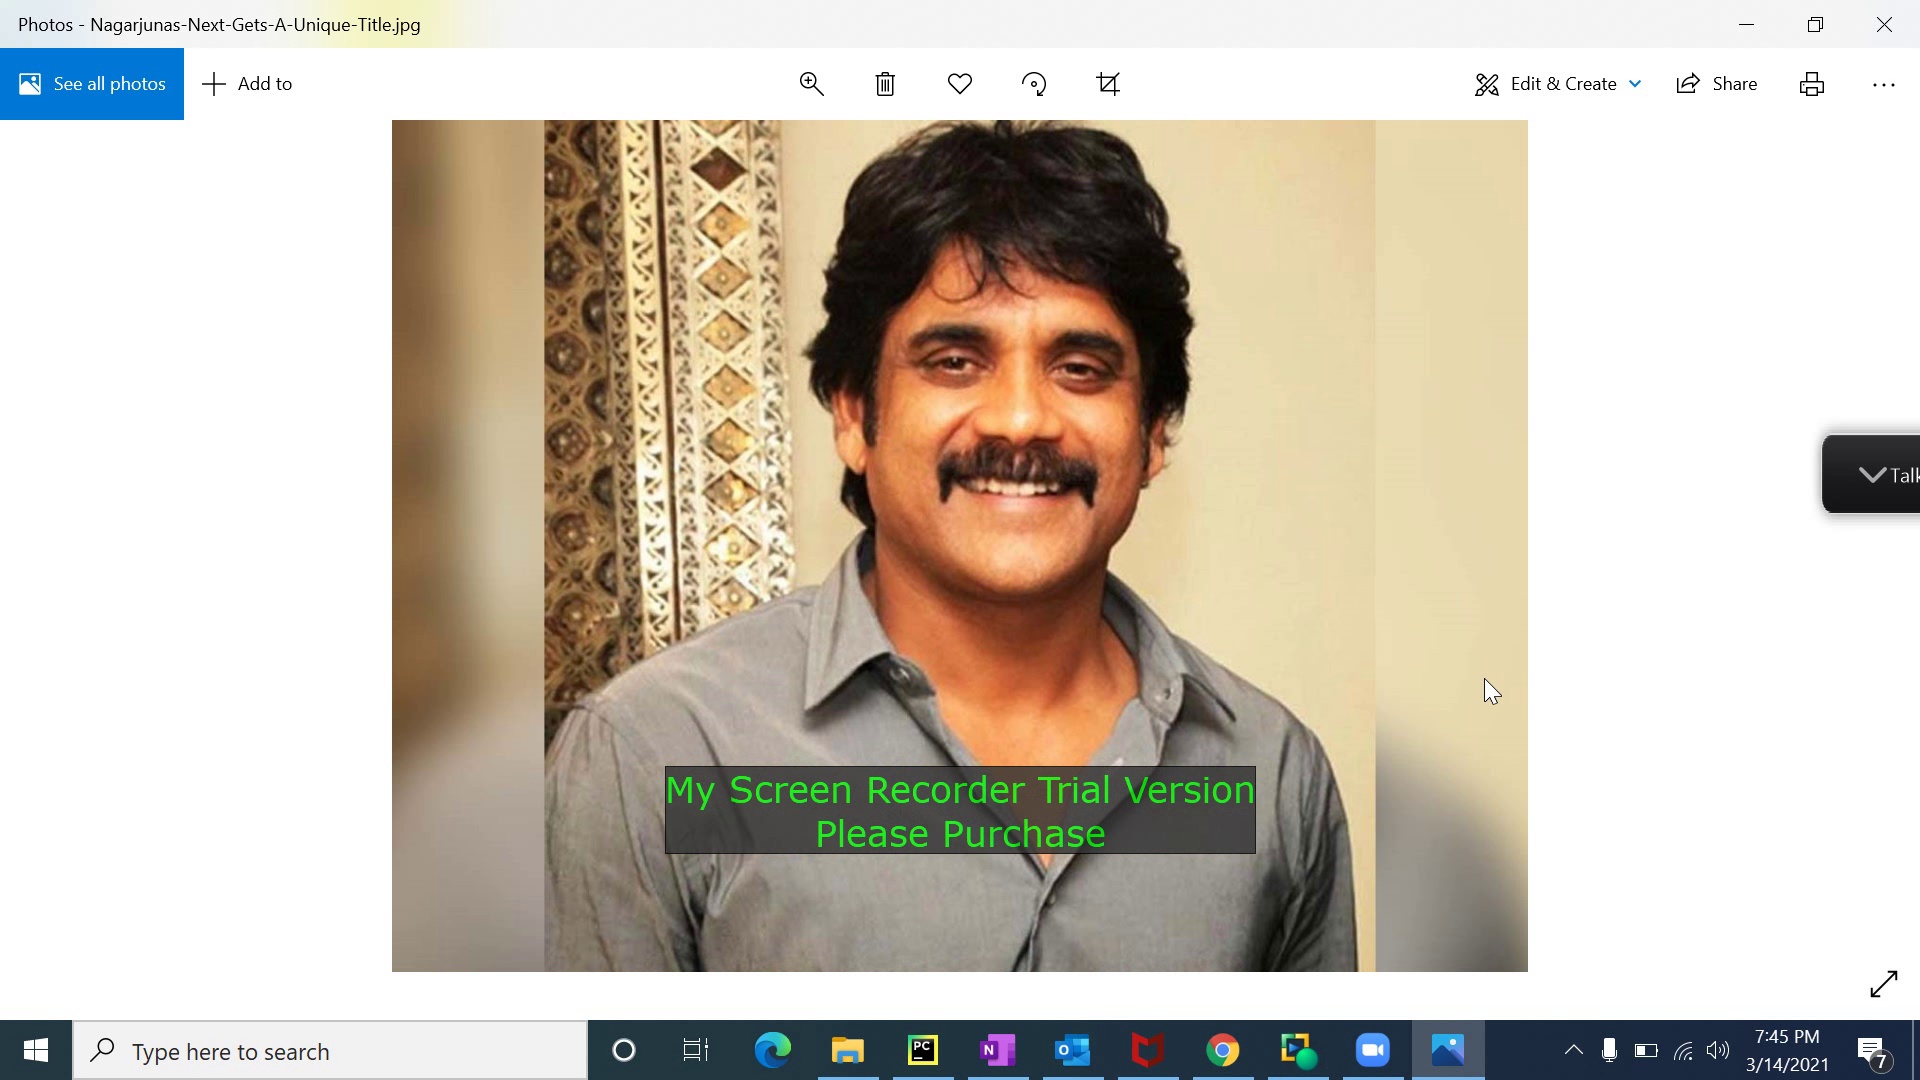 Photos - Nagarjunas-Next-Gets-A-Unique-Title.jpg
See all photos
Add to
Edit & Create
Share
Talk
My Screen Recorder Trial Version
Please Purchase
Type here to search
PC
N
O
7:45 PM
3/14/2021
7